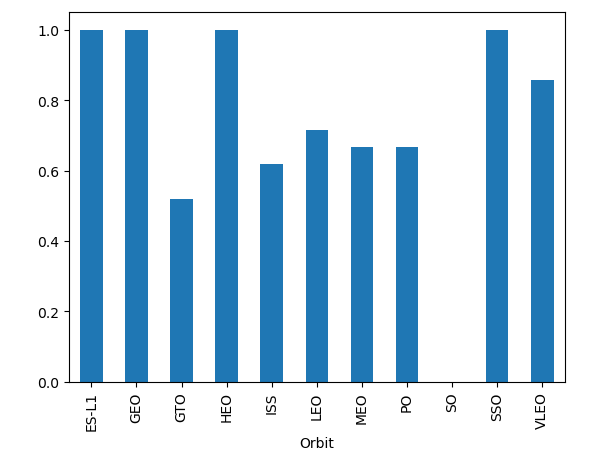 1.0
0.8
0.6
0.4
0.2
0.0
ES-L1
GEO
GTO
HEO
ISS
LEO
MEO
PO
SO
SSO
VLEO
Orbit